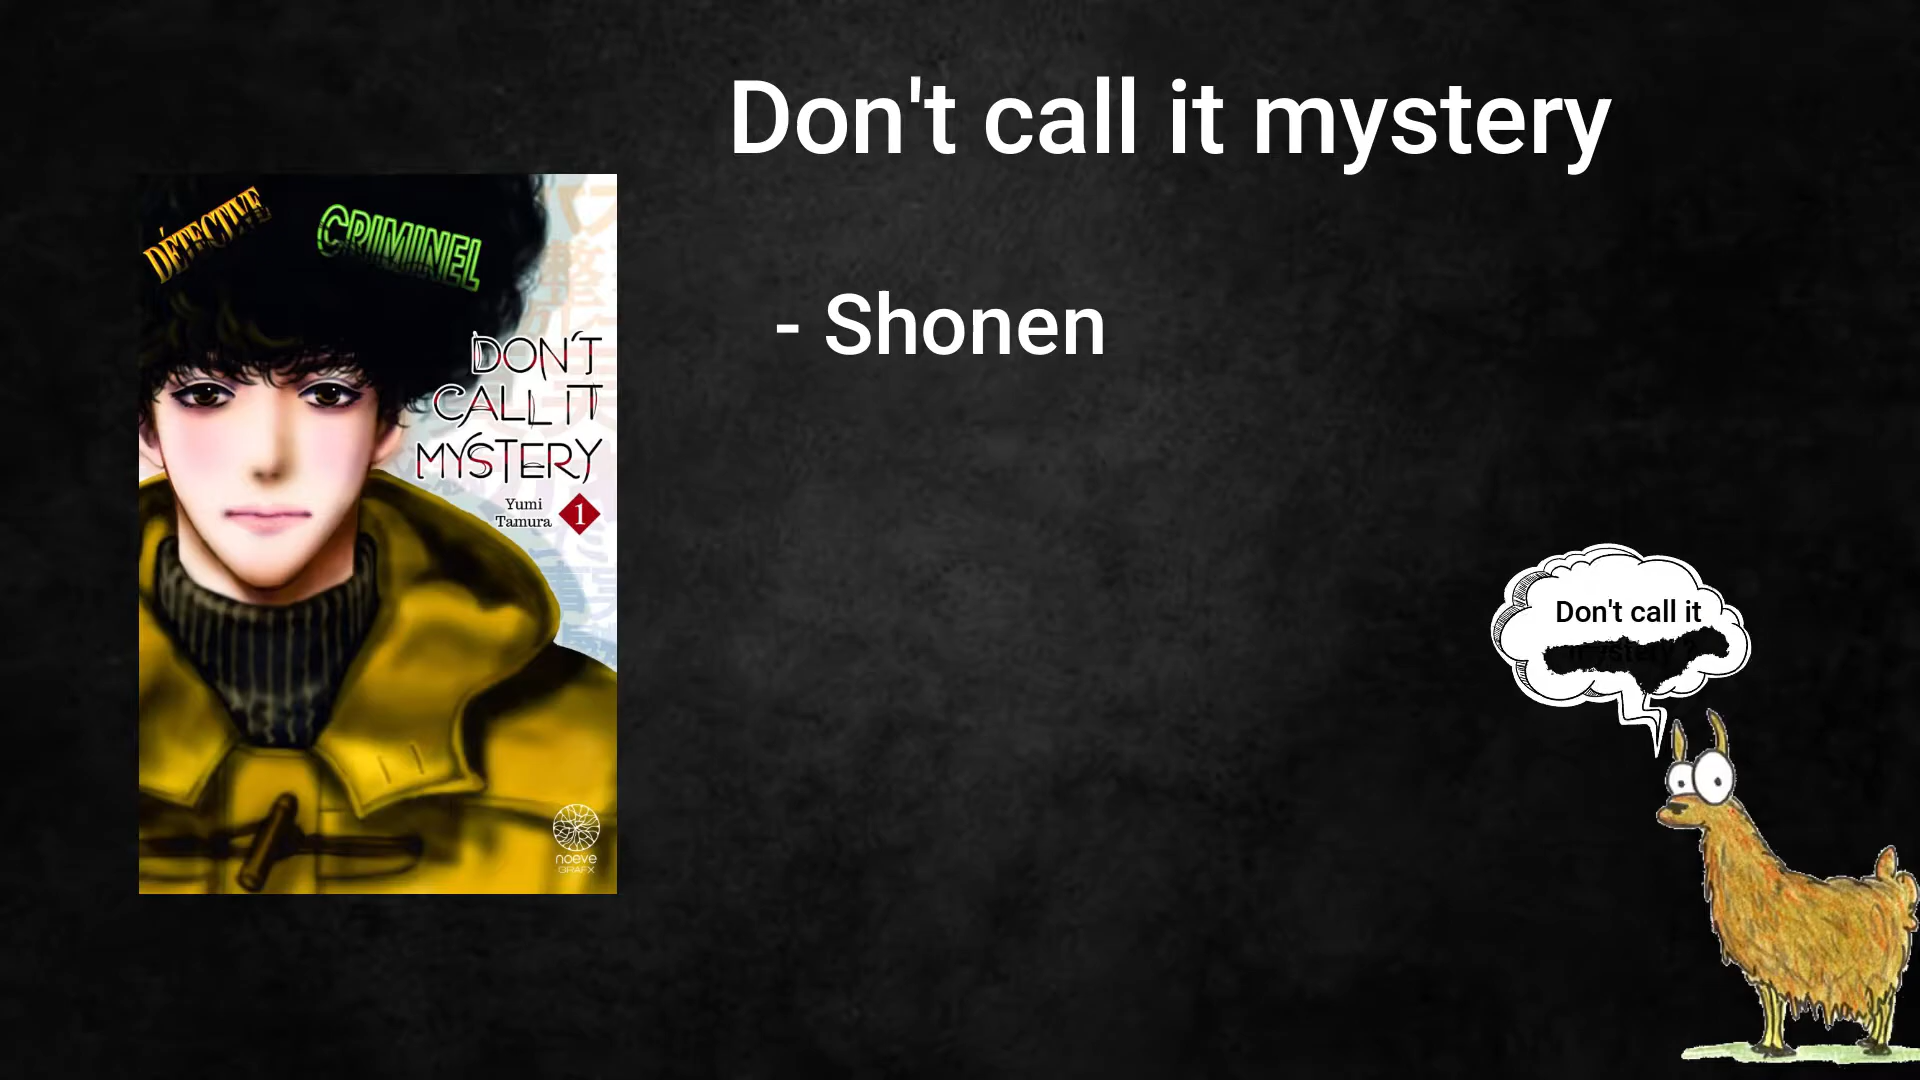 Don't call it mystery
DÉTECTIVE
CRIMINEL
- Shonen
DON'T
CALL IT
MYSTERY
Yumi
Tamura
1
Don't call it
mystery
noeve
GRAFX